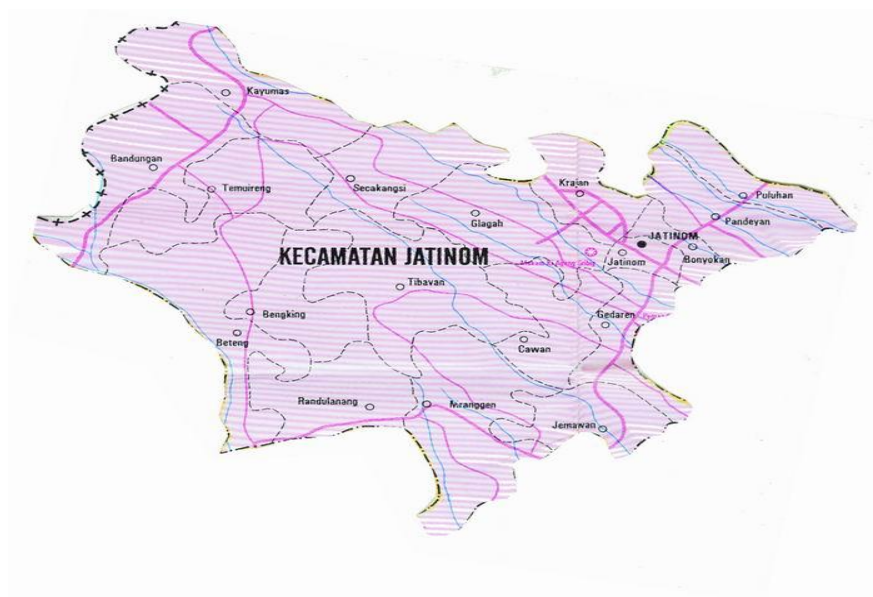 Kayumas
Bandungan
Temuireng
Secakangsi
Krajan
Puluhan
Glagah
Pandeyan
JATINOM
KECAMATAN JATINOM
Jatinom
Bonyokan
Tibayan
Bengking
Gedaren
Beteng
Cawan
Randulanang
Mranggen
Jemawan